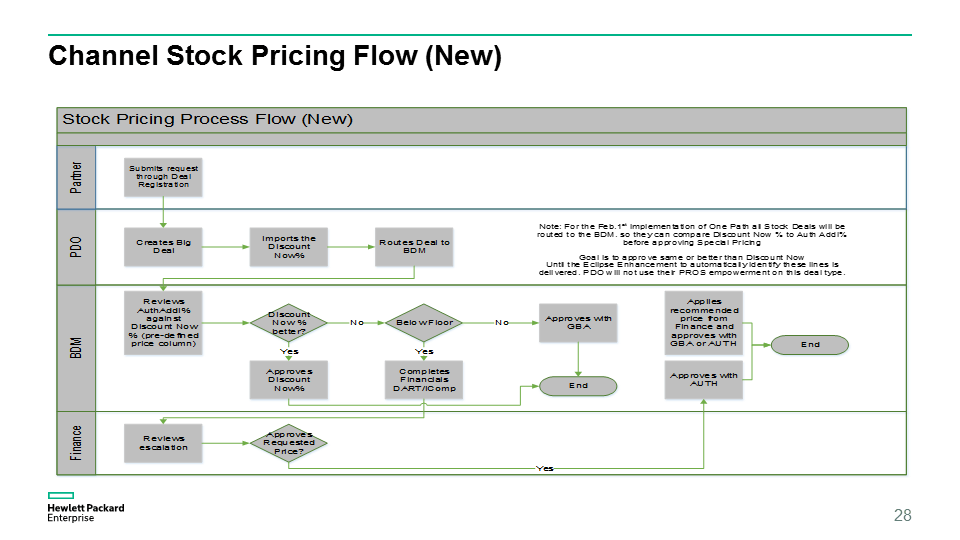 Channel Stock Pricing Flow (New)
Stock Pricing Process Flow (New)
Partner
Submits request
through Deal
Registration
PDO
Creates Big
Deal
Imports the
Discount
Now%
Routes Deal to
BDM
Note: For the Feb.1st implementation of One Path all Stock Deals will be
routed to the BDM. so they can compare Discount Now % to Auth Addl%
before approving Special Pricing
Goal is to approve same or better than Discount Now
Until the Eclipse Enhancement to automatically identify these lines is
delivered. PDO will not use their PROS empowerment on this deal type.
BDM
Reviews
AuthAddl%
against
Discount Now
% (pre-defined
price column)
Discount
Now %
better?
No
Below Floor
No
Approves with
GBA
Applies
recommended
price from
Finance and
approves with
GBA or AUTH
End
Yes
Yes
Approves
Discount
Now%
Completes
Financials
DART/iComp
End
Approves with
AUTH
Finance
Reviews
escalation
Approves
Requested
Price?
Yes
Hewlett Packard
Enterprise
28